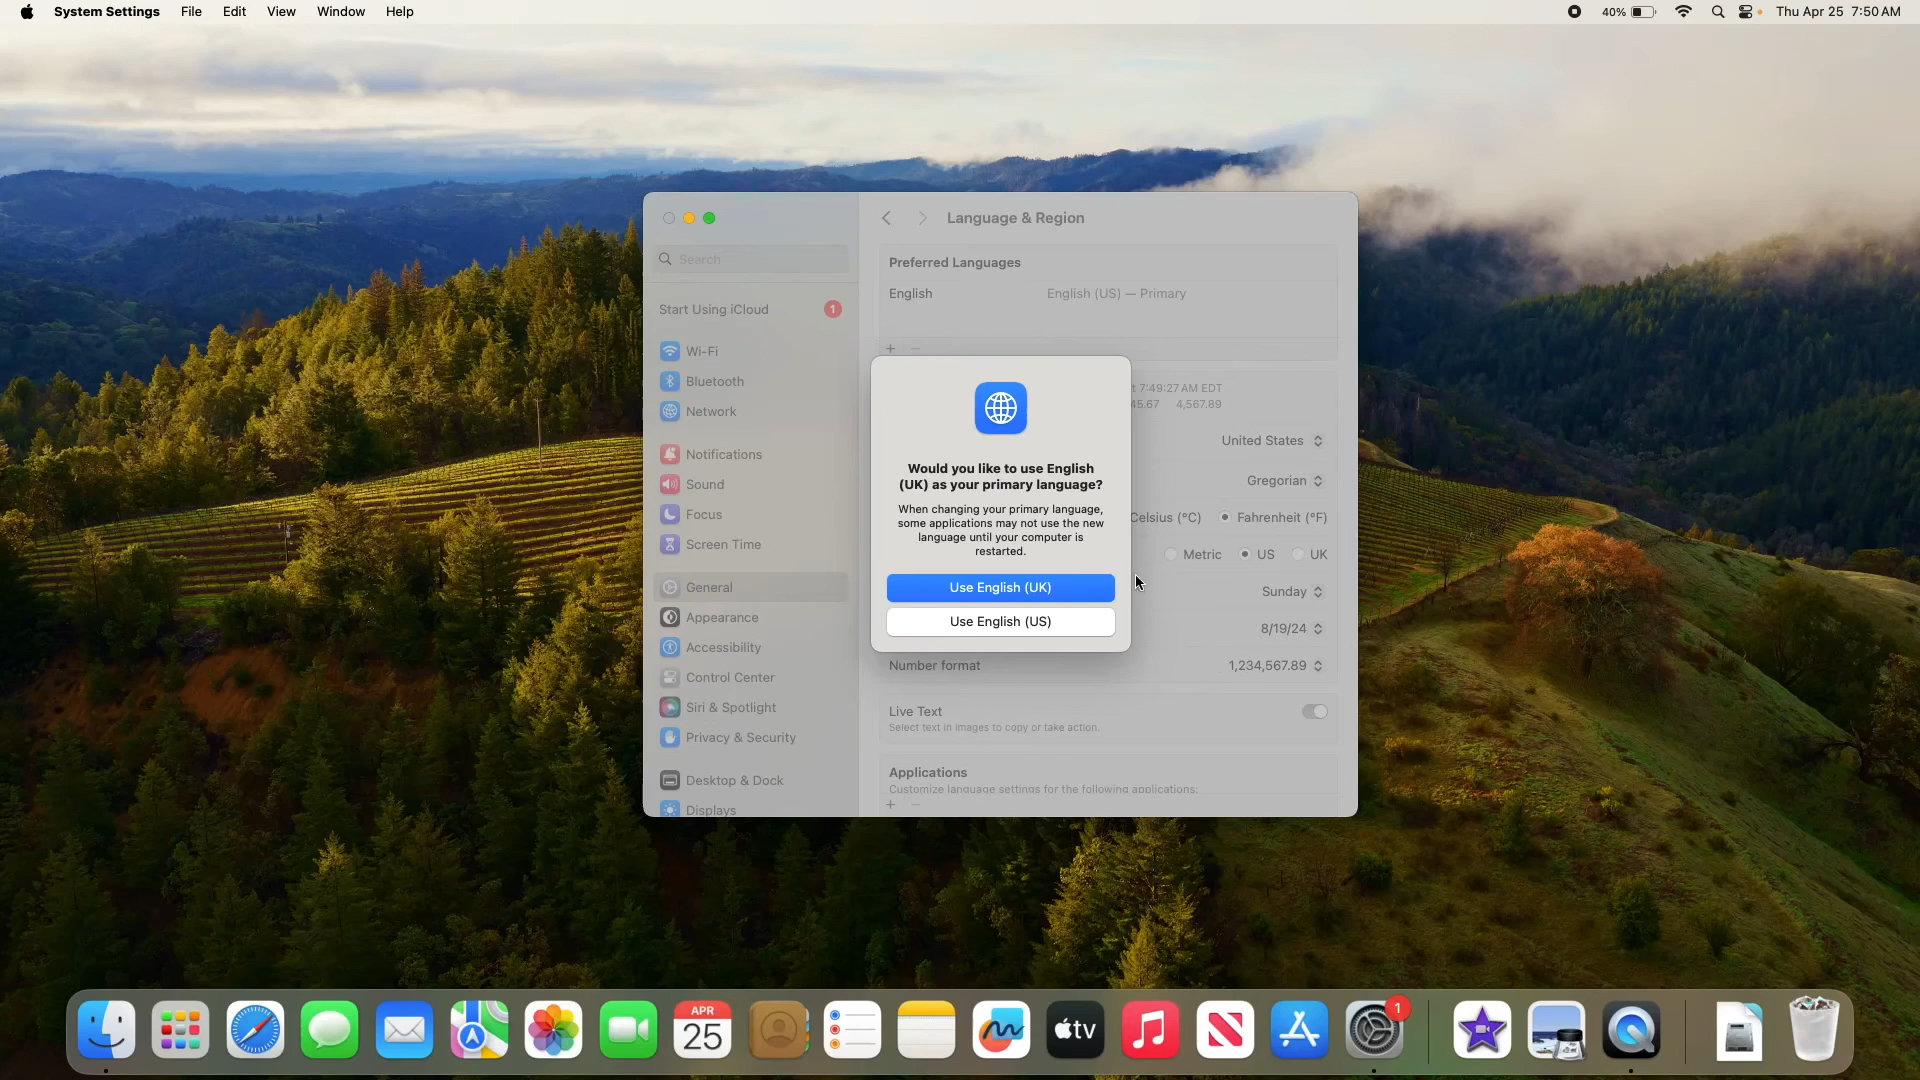 System Settings File Edit View Window Help
40% Thu Apr 25 7:50 AM
Language & Region
Search
Start Using iCloud 1
Wi-Fi
Bluetooth
Network
Notifications
Sound
Focus
Screen Time
General
Appearance
Accessibility
Control Center
Siri & Spotlight
Privacy & Security
Desktop & Dock
Displays
Preferred Languages
English English (US) — Primary
t 7:49:27 AM EDT
45.67 4,567.89
United States
Gregorian
Celsius (°C) Fahrenheit (°F)
Metric US UK
Sunday
8/19/24
Number format 1,234,567.89
Live Text
Select text in images to copy or take action.
Applications
Customize language settings for the following applications:
Would you like to use English
(UK) as your primary language?
When changing your primary language,
some applications may not use the new
language until your computer is
restarted.
Use English (UK)
Use English (US)
APR
25
tv
1